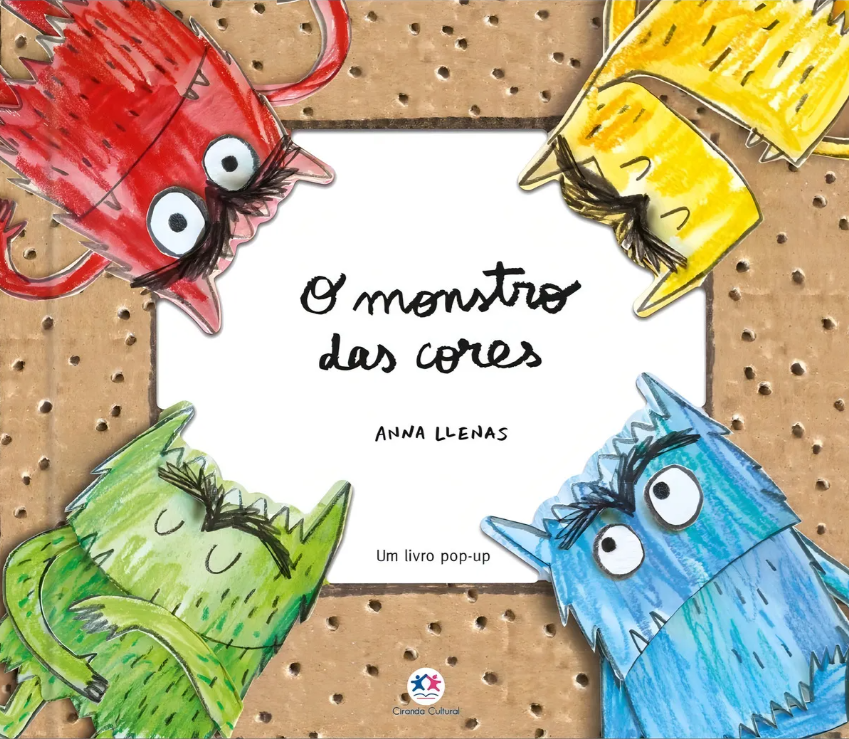 O monstro
das cores
ANNA LLENAS
Um livro pop-up
Ciranda Cultural